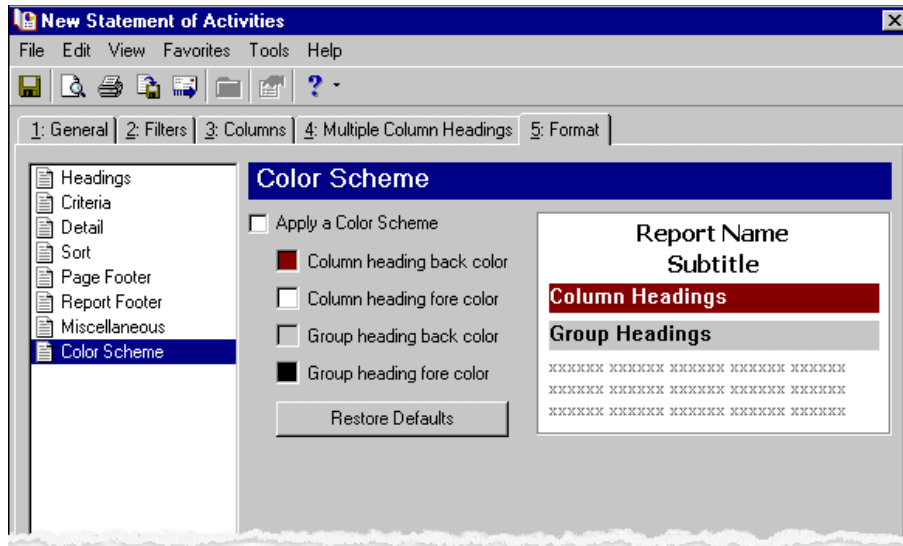 New Statement of Activities
File Edit View Favorites Tools Help
?
1: General 2: Filters 3: Columns 4: Multiple Column Headings 5: Format
Headings
Criteria
Detail
Sort
Page Footer
Report Footer
Miscellaneous
Color Scheme
Color Scheme
Apply a Color Scheme
Column heading back color
Column heading fore color
Group heading back color
Group heading fore color
Restore Defaults
Report Name
Subtitle
Column Headings
Group Headings
xxxxxx xxxxxx xxxxxx xxxxxx xxxxxx
xxxxxx xxxxxx xxxxxx xxxxxx xxxxxx
xxxxxx xxxxxx xxxxxx xxxxxx xxxxxx